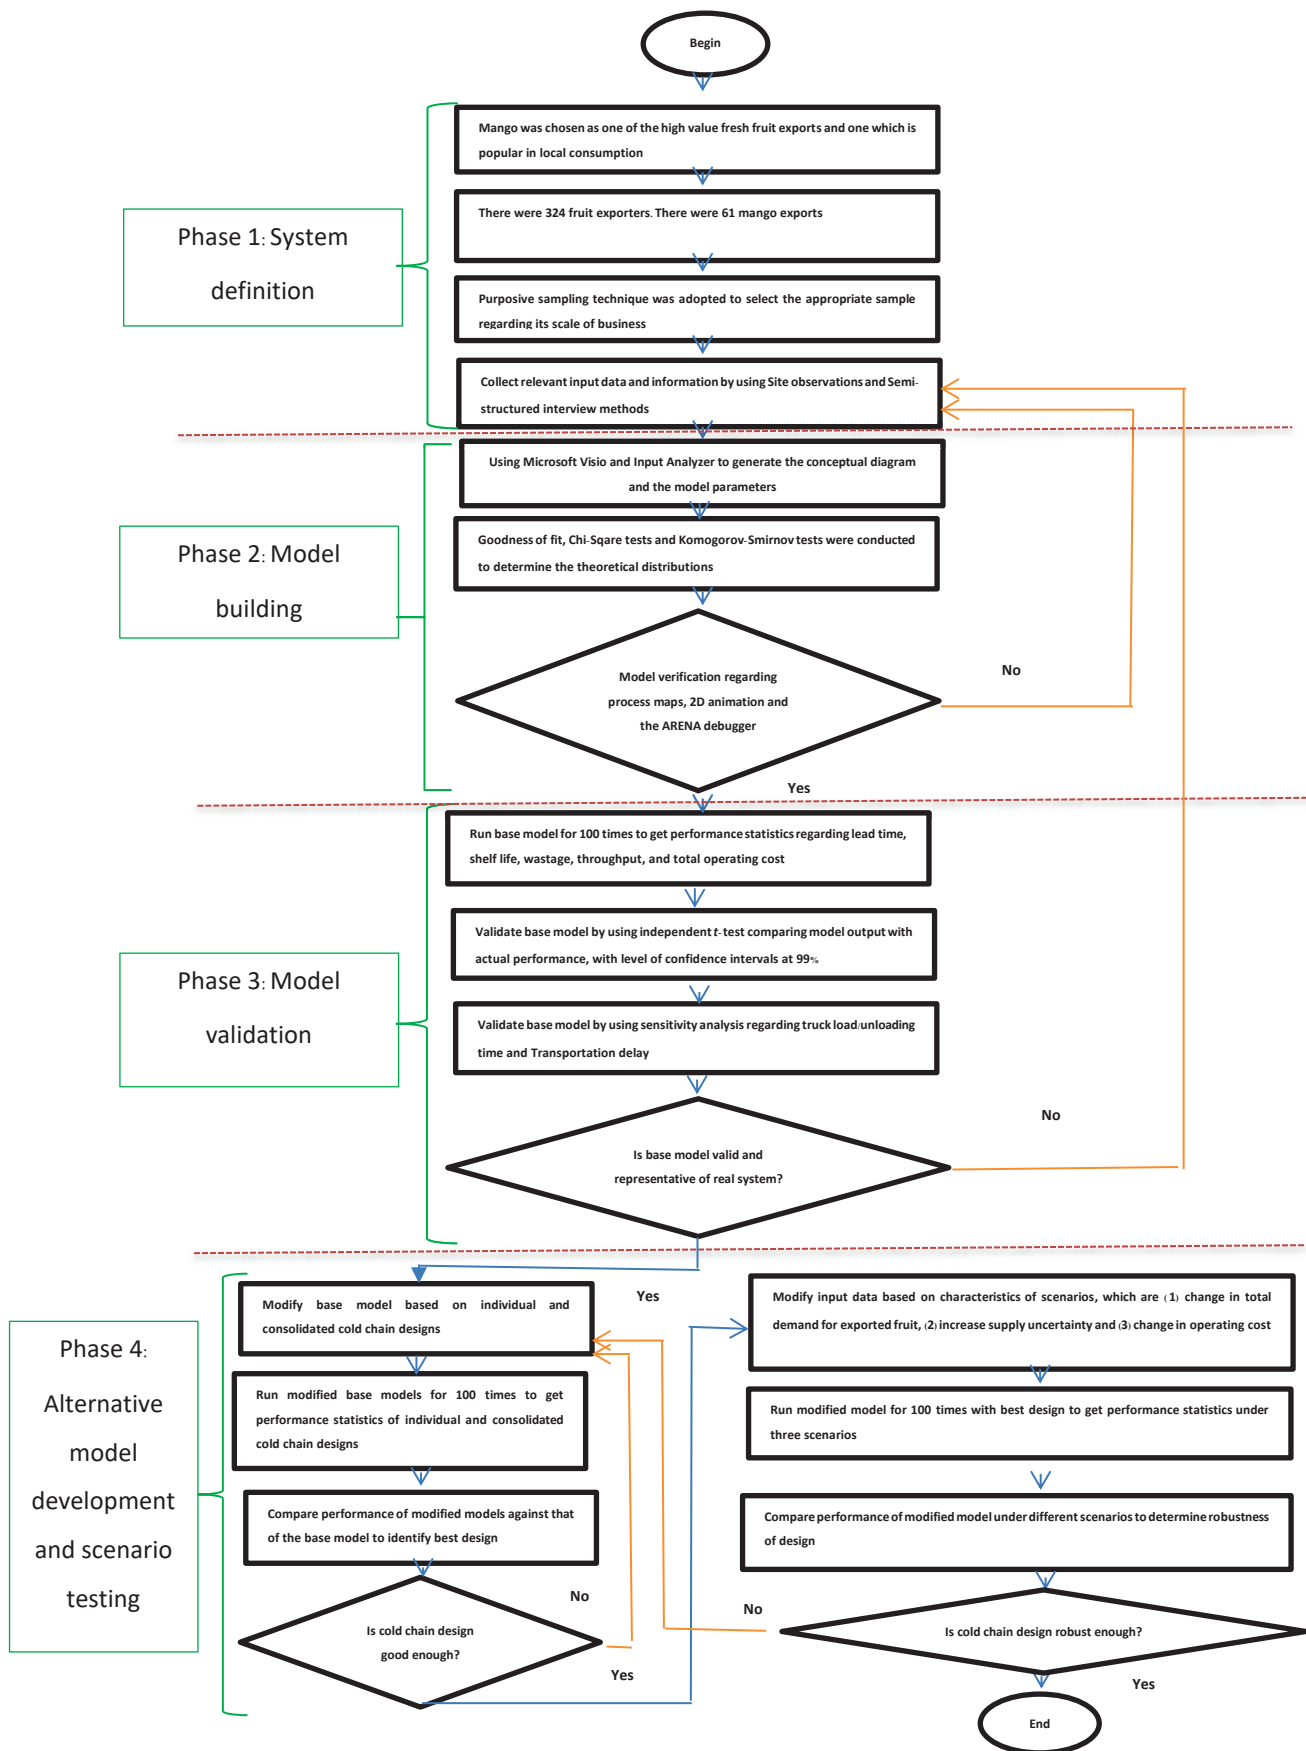 Begin
Mango was chosen as one of the high value fresh fruit exports and one which is
popular in local consumption
There were 324 fruit exporters. There were 61 mango exports
Phase 1: System
definition
Purposive sampling technique was adopted to select the appropriate sample
regarding its scale of business
Collect relevant input data and information by using Site observations and Semi-
structured interview methods
Using Microsoft Visio and Input Analyzer to generate the conceptual diagram
and the model parameters
Goodness of fit, Chi-Sqare tests and Komogorov-Smirnov tests were conducted
to determine the theoretical distributions
Phase 2: Model
building
Model verification regarding
process maps, 2D animation and
the ARENA debugger
No
Yes
Run base model for 100 times to get performance statistics regarding lead time,
shelf life, wastage, throughput, and total operating cost
Validate base model by using independent t-test comparing model output with
actual performance, with level of confidence intervals at 99%
Phase 3: Model
validation
Validate base model by using sensitivity analysis regarding truck load/unloading
time and Transportation delay
No
Is base model valid and
representative of real system?
Yes
Phase 4:
Alternative
model
development
and scenario
testing
Modify base model based on individual and
consolidated cold chain designs
Run modified base models for 100 times to get
performance statistics of individual and consolidated
cold chain designs
Compare performance of modified models against that
of the base model to identify best design
No
Is cold chain design
good enough?
Yes
Modify input data based on characteristics of scenarios, which are (1) change in total
demand for exported fruit, (2) increase supply uncertainty and (3) change in operating cost
Run modified model for 100 times with best design to get performance statistics under
three scenarios
Compare performance of modified model under different scenarios to determine robustness
of design
No
Is cold chain design robust enough?
Yes
End